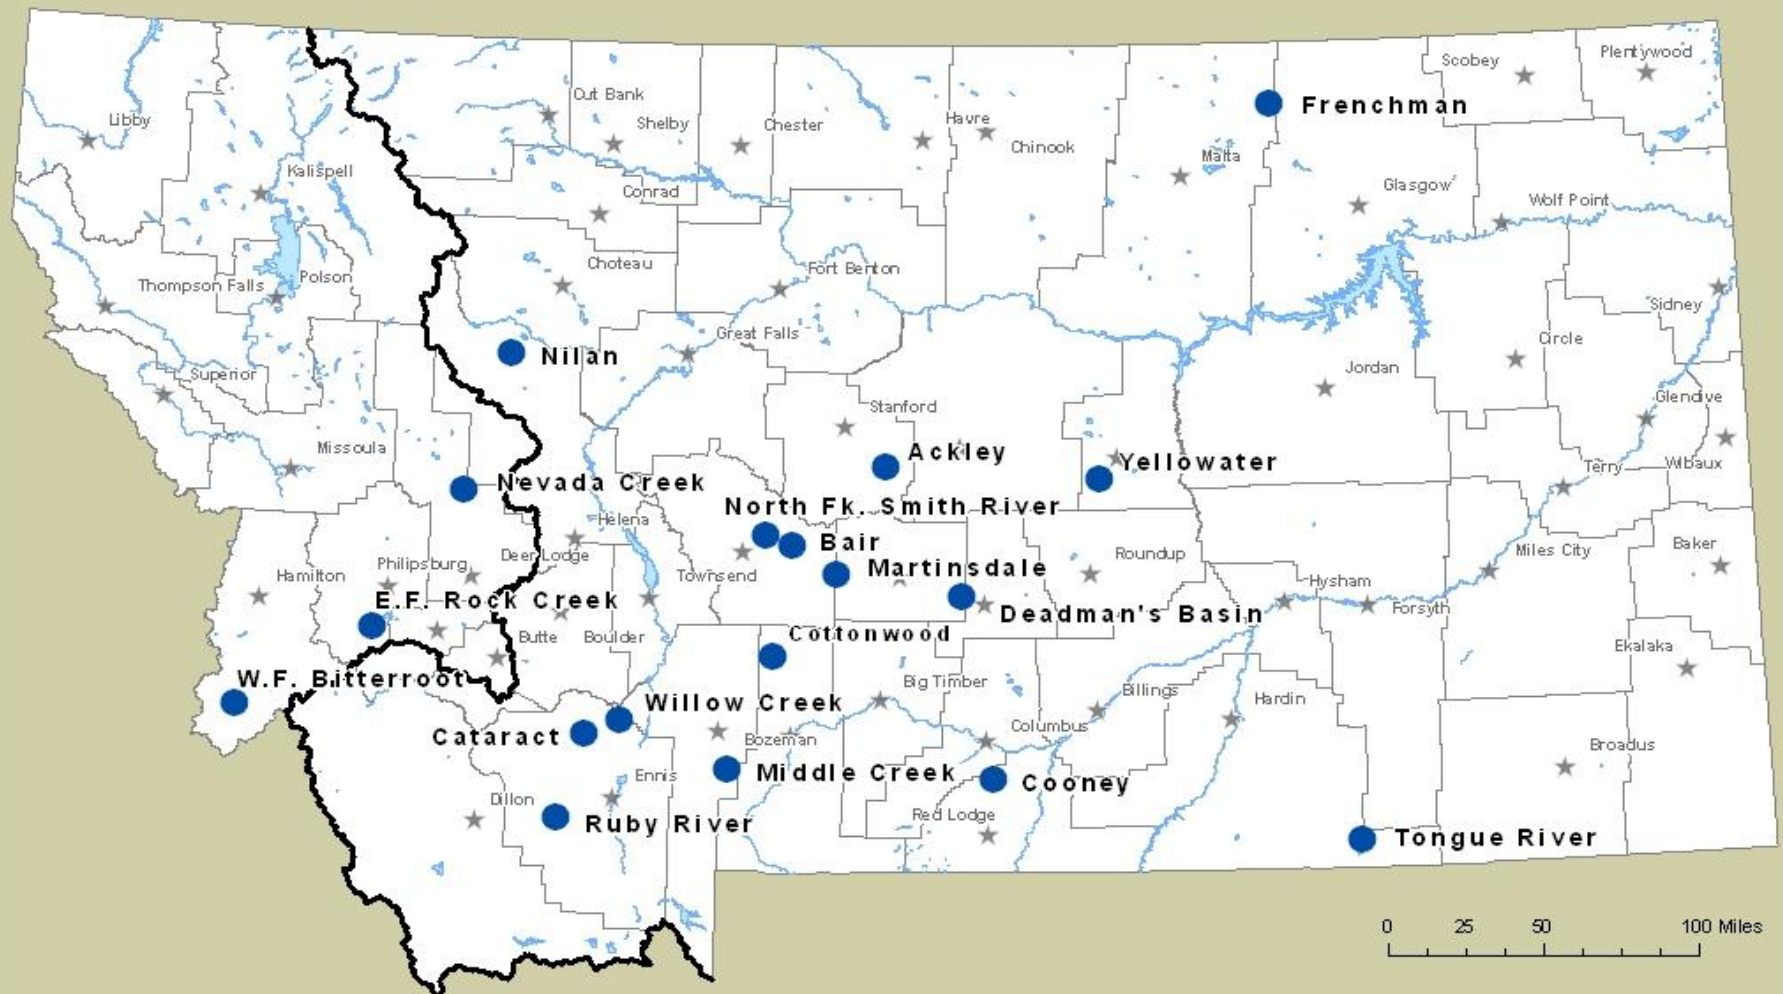 Plentywood
Scobey
Cut Bank
Frenchman
Libby
Shelby
Chester
Havre
Chinook
Malta
Kalispell
Conrad
Glasgow
Wolf Point
Choteau
Fort Benton
Thompson Falls
Polson
Sidney
Great Falls
Circle
Nilan
Superior
Jordan
Glendive
Stanford
Missoula
Ackley
Yellowater
Terry
Wibaux
Nevada Creek
North Fk. Smith River
Helena
Bair
Baker
Deer Lodge
Roundup
Miles City
Philipsburg
Martinsdale
Hamilton
Townsend
Hysham
E.F. Rock Creek
Forsyth
Deadman's Basin
Butte
Boulder
Cottonwood
Ekalaka
W.F. Bitterroot
Big Timber
Billings
Hardin
Willow Creek
Columbus
Cataract
Bozeman
Broadus
Middle Creek
Ennis
Cooney
Dillon
Red Lodge
Ruby River
Tongue River
0 25 50 100 Miles